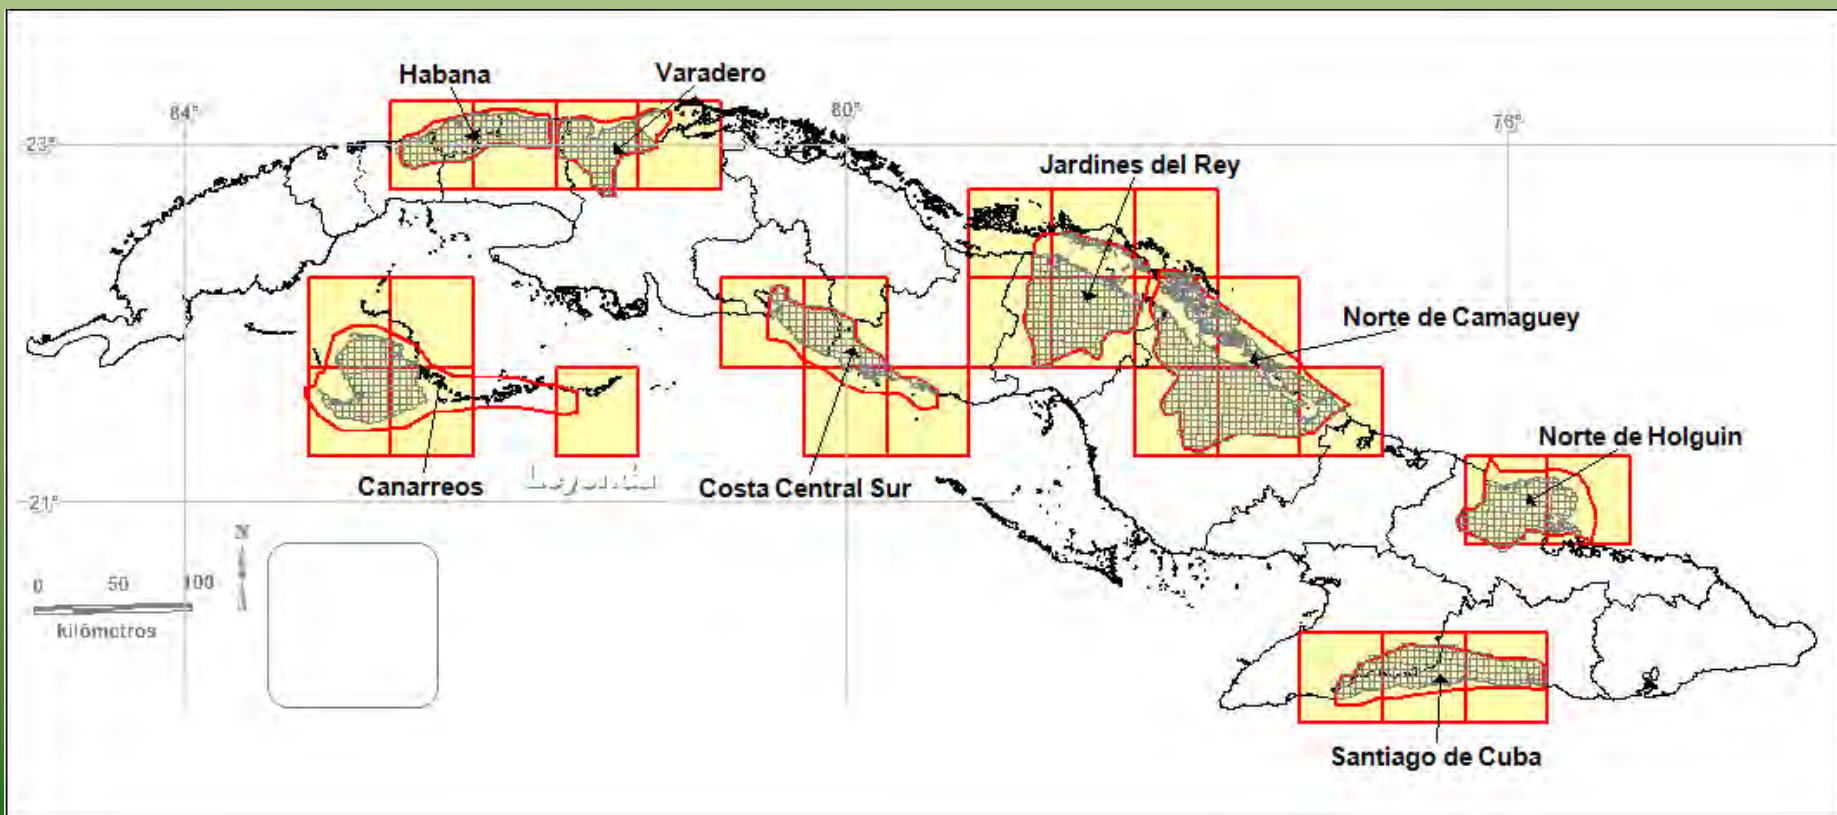 Habana
Varadero
84°
80°
76°
23°
Jardines del Rey
Norte de Camaguey
Norte de Holguin
Canarreos
Leyenda
Costa Central Sur
21°
N
0 50 100
kilómetros
Santiago de Cuba